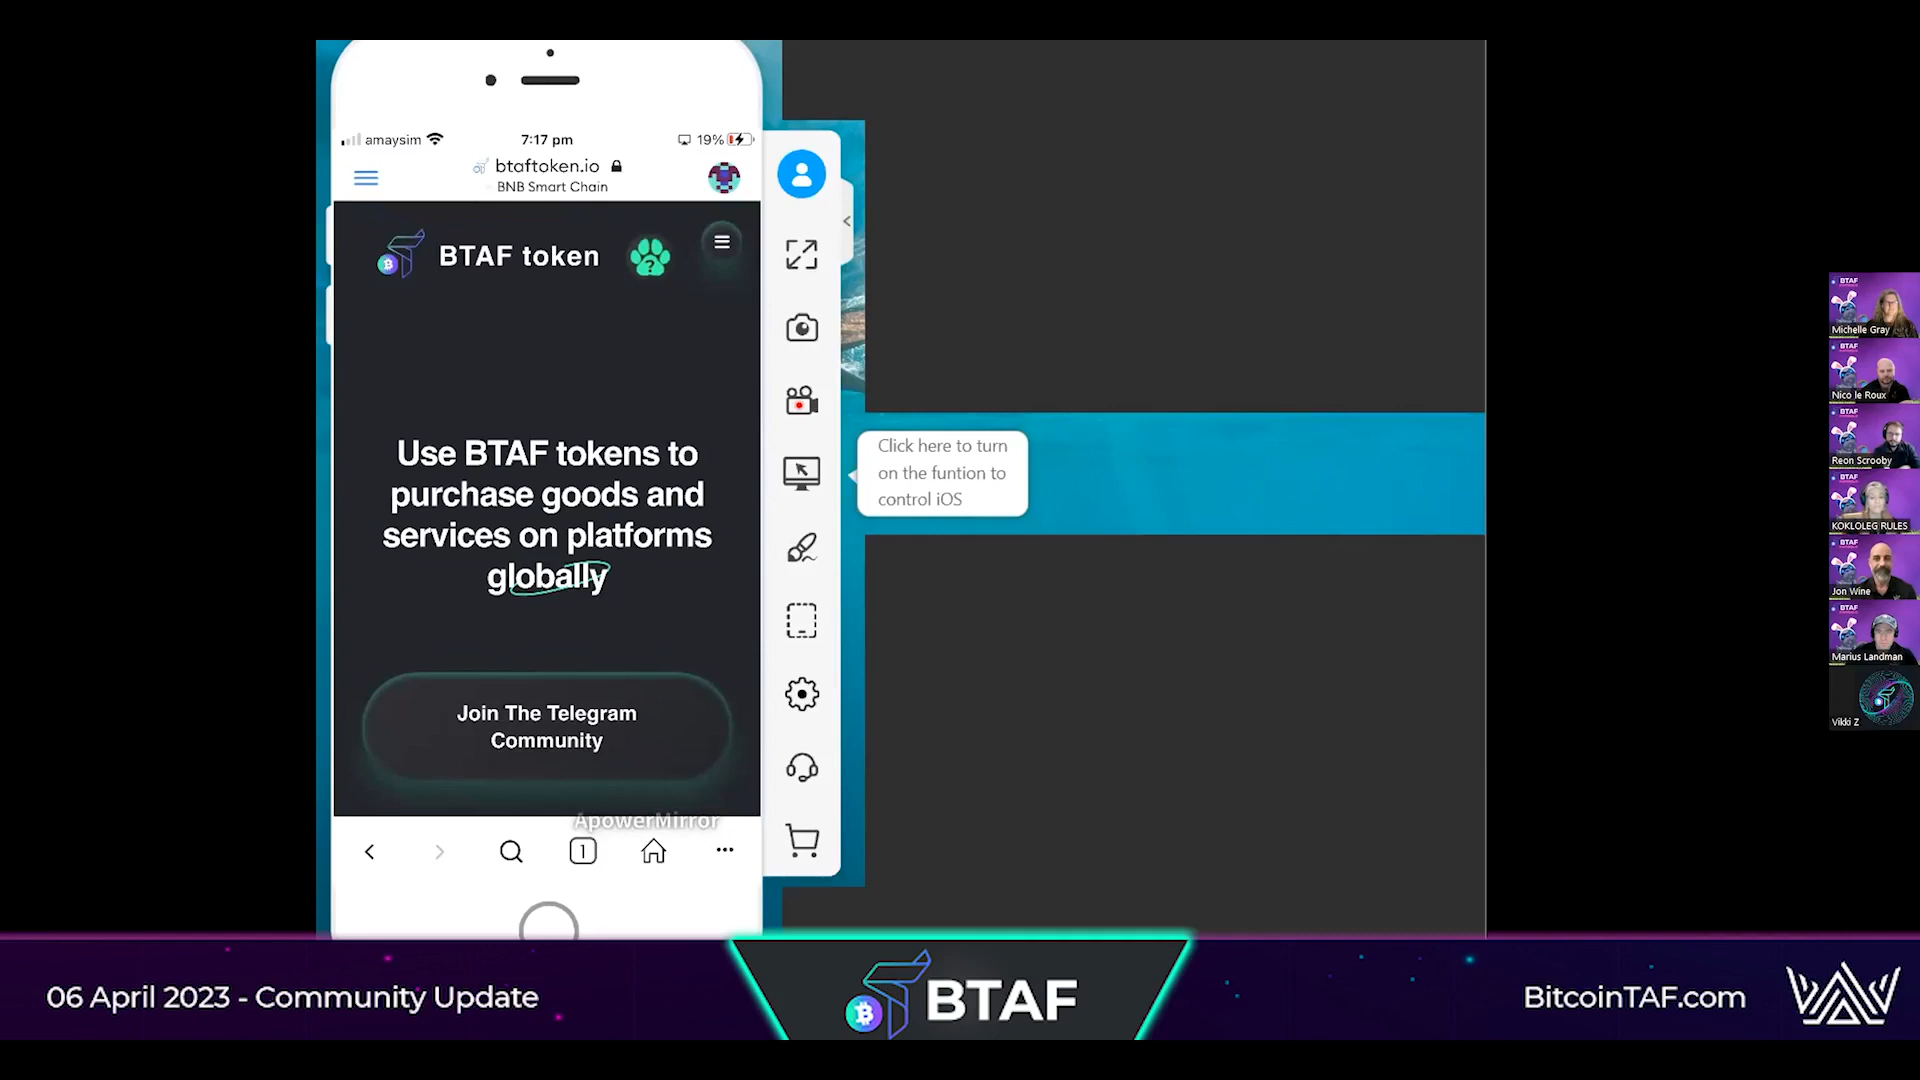 amaysim
7:17 pm
19%
btaftoken.io
BNB Smart Chain
BTAF token
?
Use BTAF tokens to
purchase goods and
services on platforms
globally
Join The Telegram
Community
ApowerMirror
1
Click here to turn
on the funtion to
control iOS
BTAF
Michelle Gray
BTAF
Nico le Roux
BTAF
Reon Scrooby
BTAF
KOKLOLEG RULES
BTAF
Jon Wine
BTAF
Marius Landman
Vikki Z
06 April 2023 - Community Update
BTAF
BitcoinTAF.com